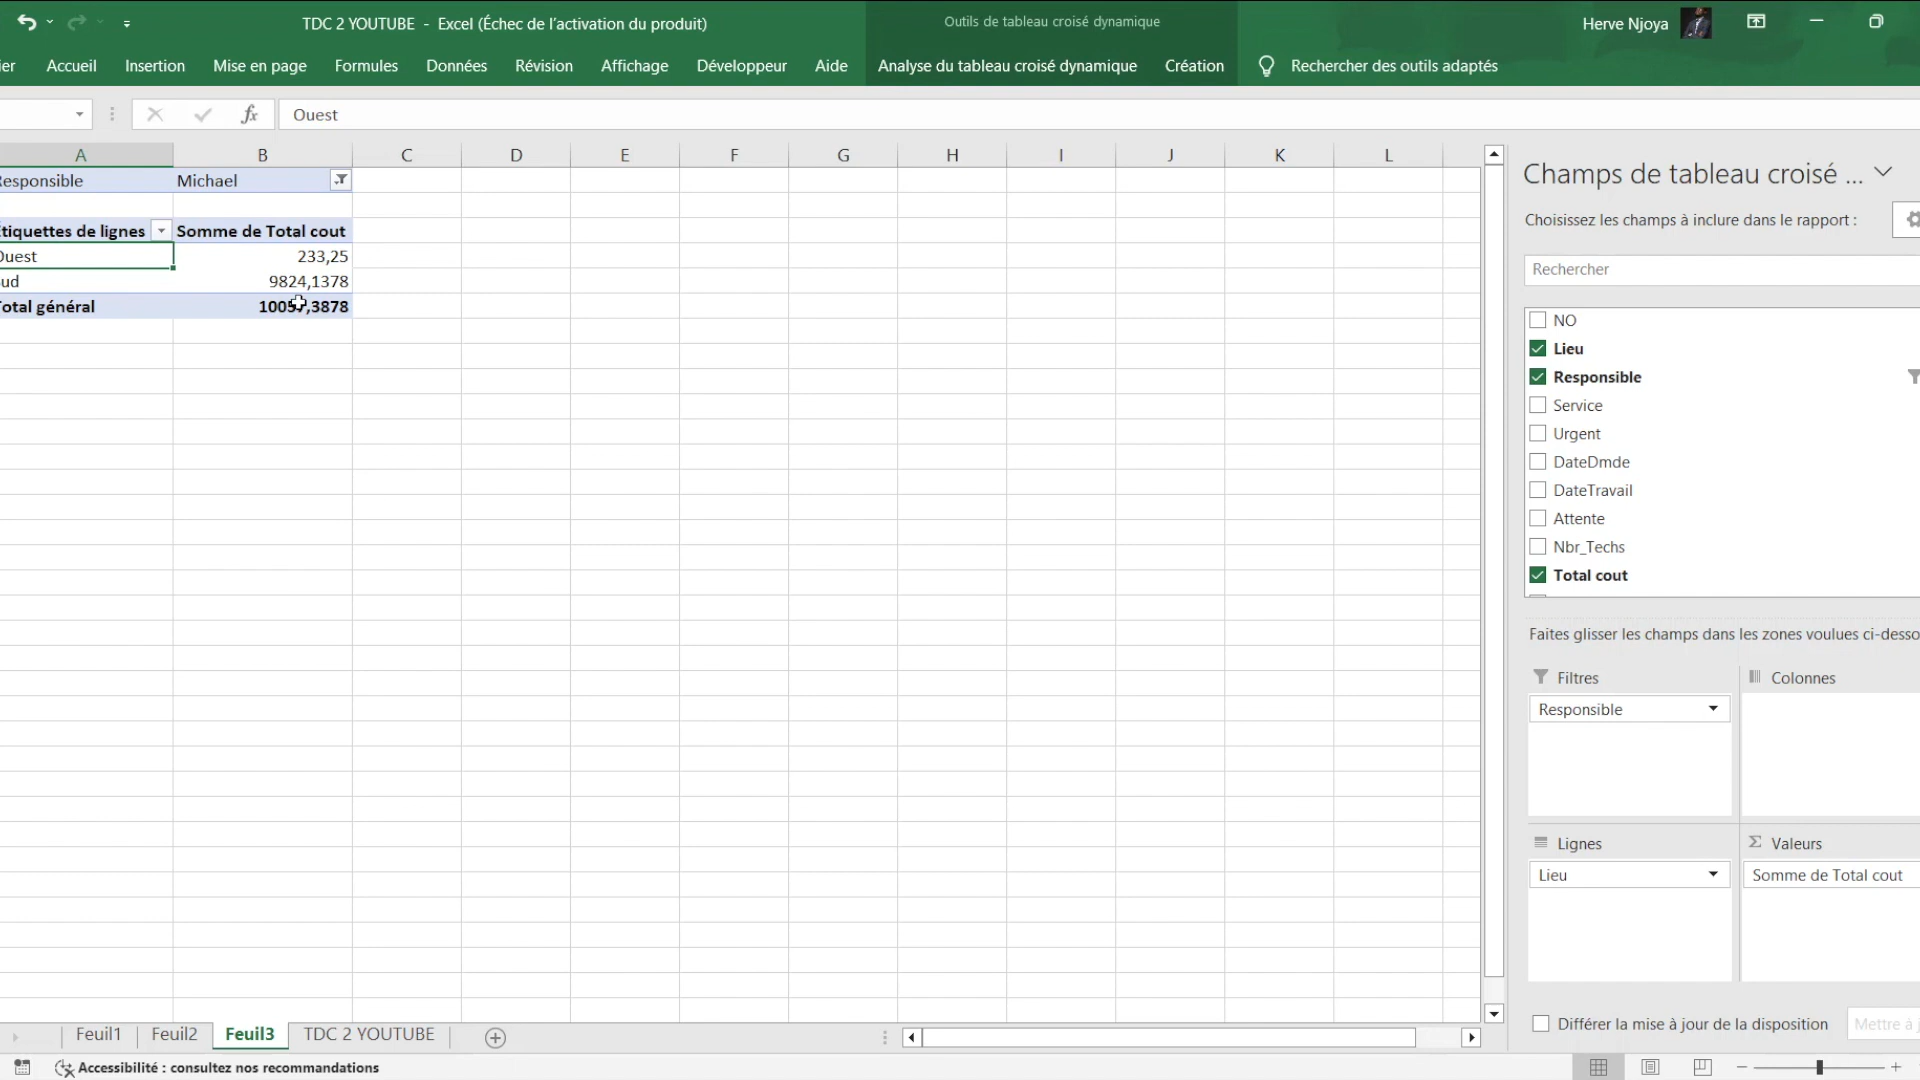 TDC 2 YOUTUBE - Excel (Échec de l'activation du produit)
Outils de tableau croisé dynamique
Herve Njoya
ier Accueil Insertion Mise en page Formules Données Révision Affichage Développeur Aide Analyse du tableau croisé dynamique Création Rechercher des outils adaptés
fx Ouest
A B C D E F G H I J K L
Responsible Michael
tiquettes de lignes Somme de Total cout
Ouest 233,25
ud 9824,1378
Total général 10057,3878
Champs de tableau croisé ...
Choisissez les champs à inclure dans le rapport :
Rechercher
NO
Lieu
Responsible
Service
Urgent
DateDmde
DateTravail
Attente
Nbr_Techs
Total cout
Faites glisser les champs dans les zones voulues ci-desso
Filtres Colonnes
Responsible
Lignes Σ Valeurs
Lieu Somme de Total cout
Différer la mise à jour de la disposition Mettre à j
Feuil1 Feuil2 Feuil3 TDC 2 YOUTUBE
Accessibilité : consultez nos recommandations